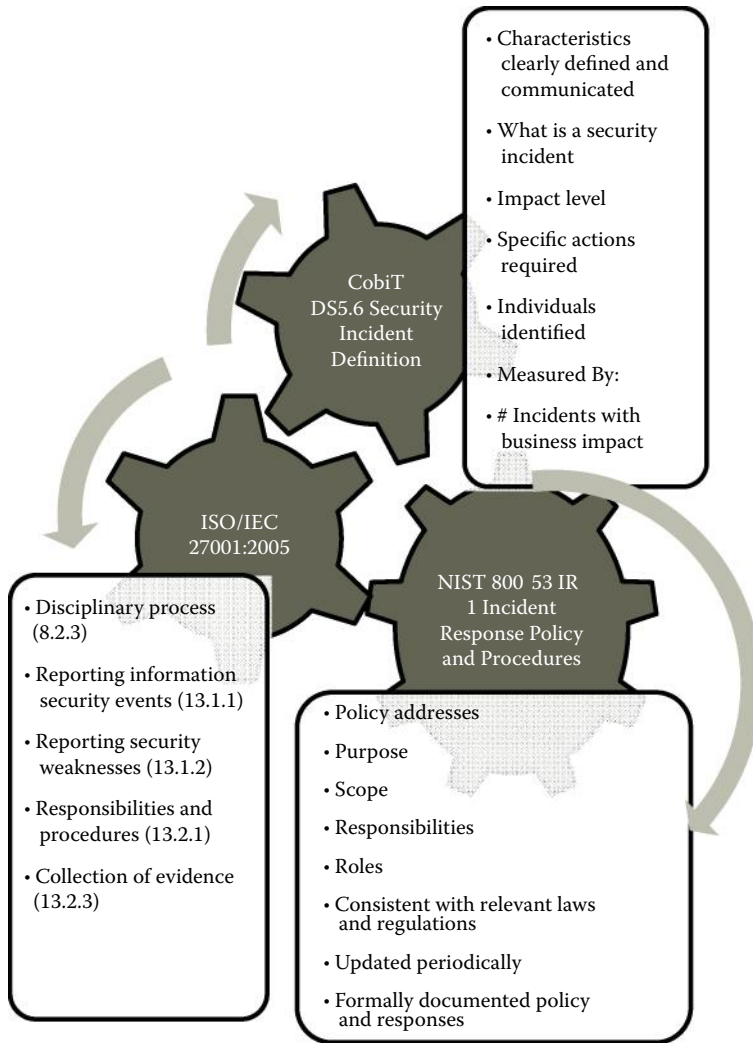 • Characteristics
clearly defined and
communicated
• What is a security
incident
• Impact level
• Specific actions
required
• Individuals
identified
• Measured By:
• # Incidents with
business impact
CobiT
DS5.6 Security
Incident
Definition
ISO/IEC
27001:2005
NIST 800 53 IR
1 Incident
Response Policy
and Procedures
• Disciplinary process
(8.2.3)
• Reporting information
security events (13.1.1)
• Reporting security
weaknesses (13.1.2)
• Responsibilities and
procedures (13.2.1)
• Collection of evidence
(13.2.3)
• Policy addresses
• Purpose
• Scope
• Responsibilities
• Roles
• Consistent with relevant laws
and regulations
• Updated periodically
• Formally documented policy
and responses